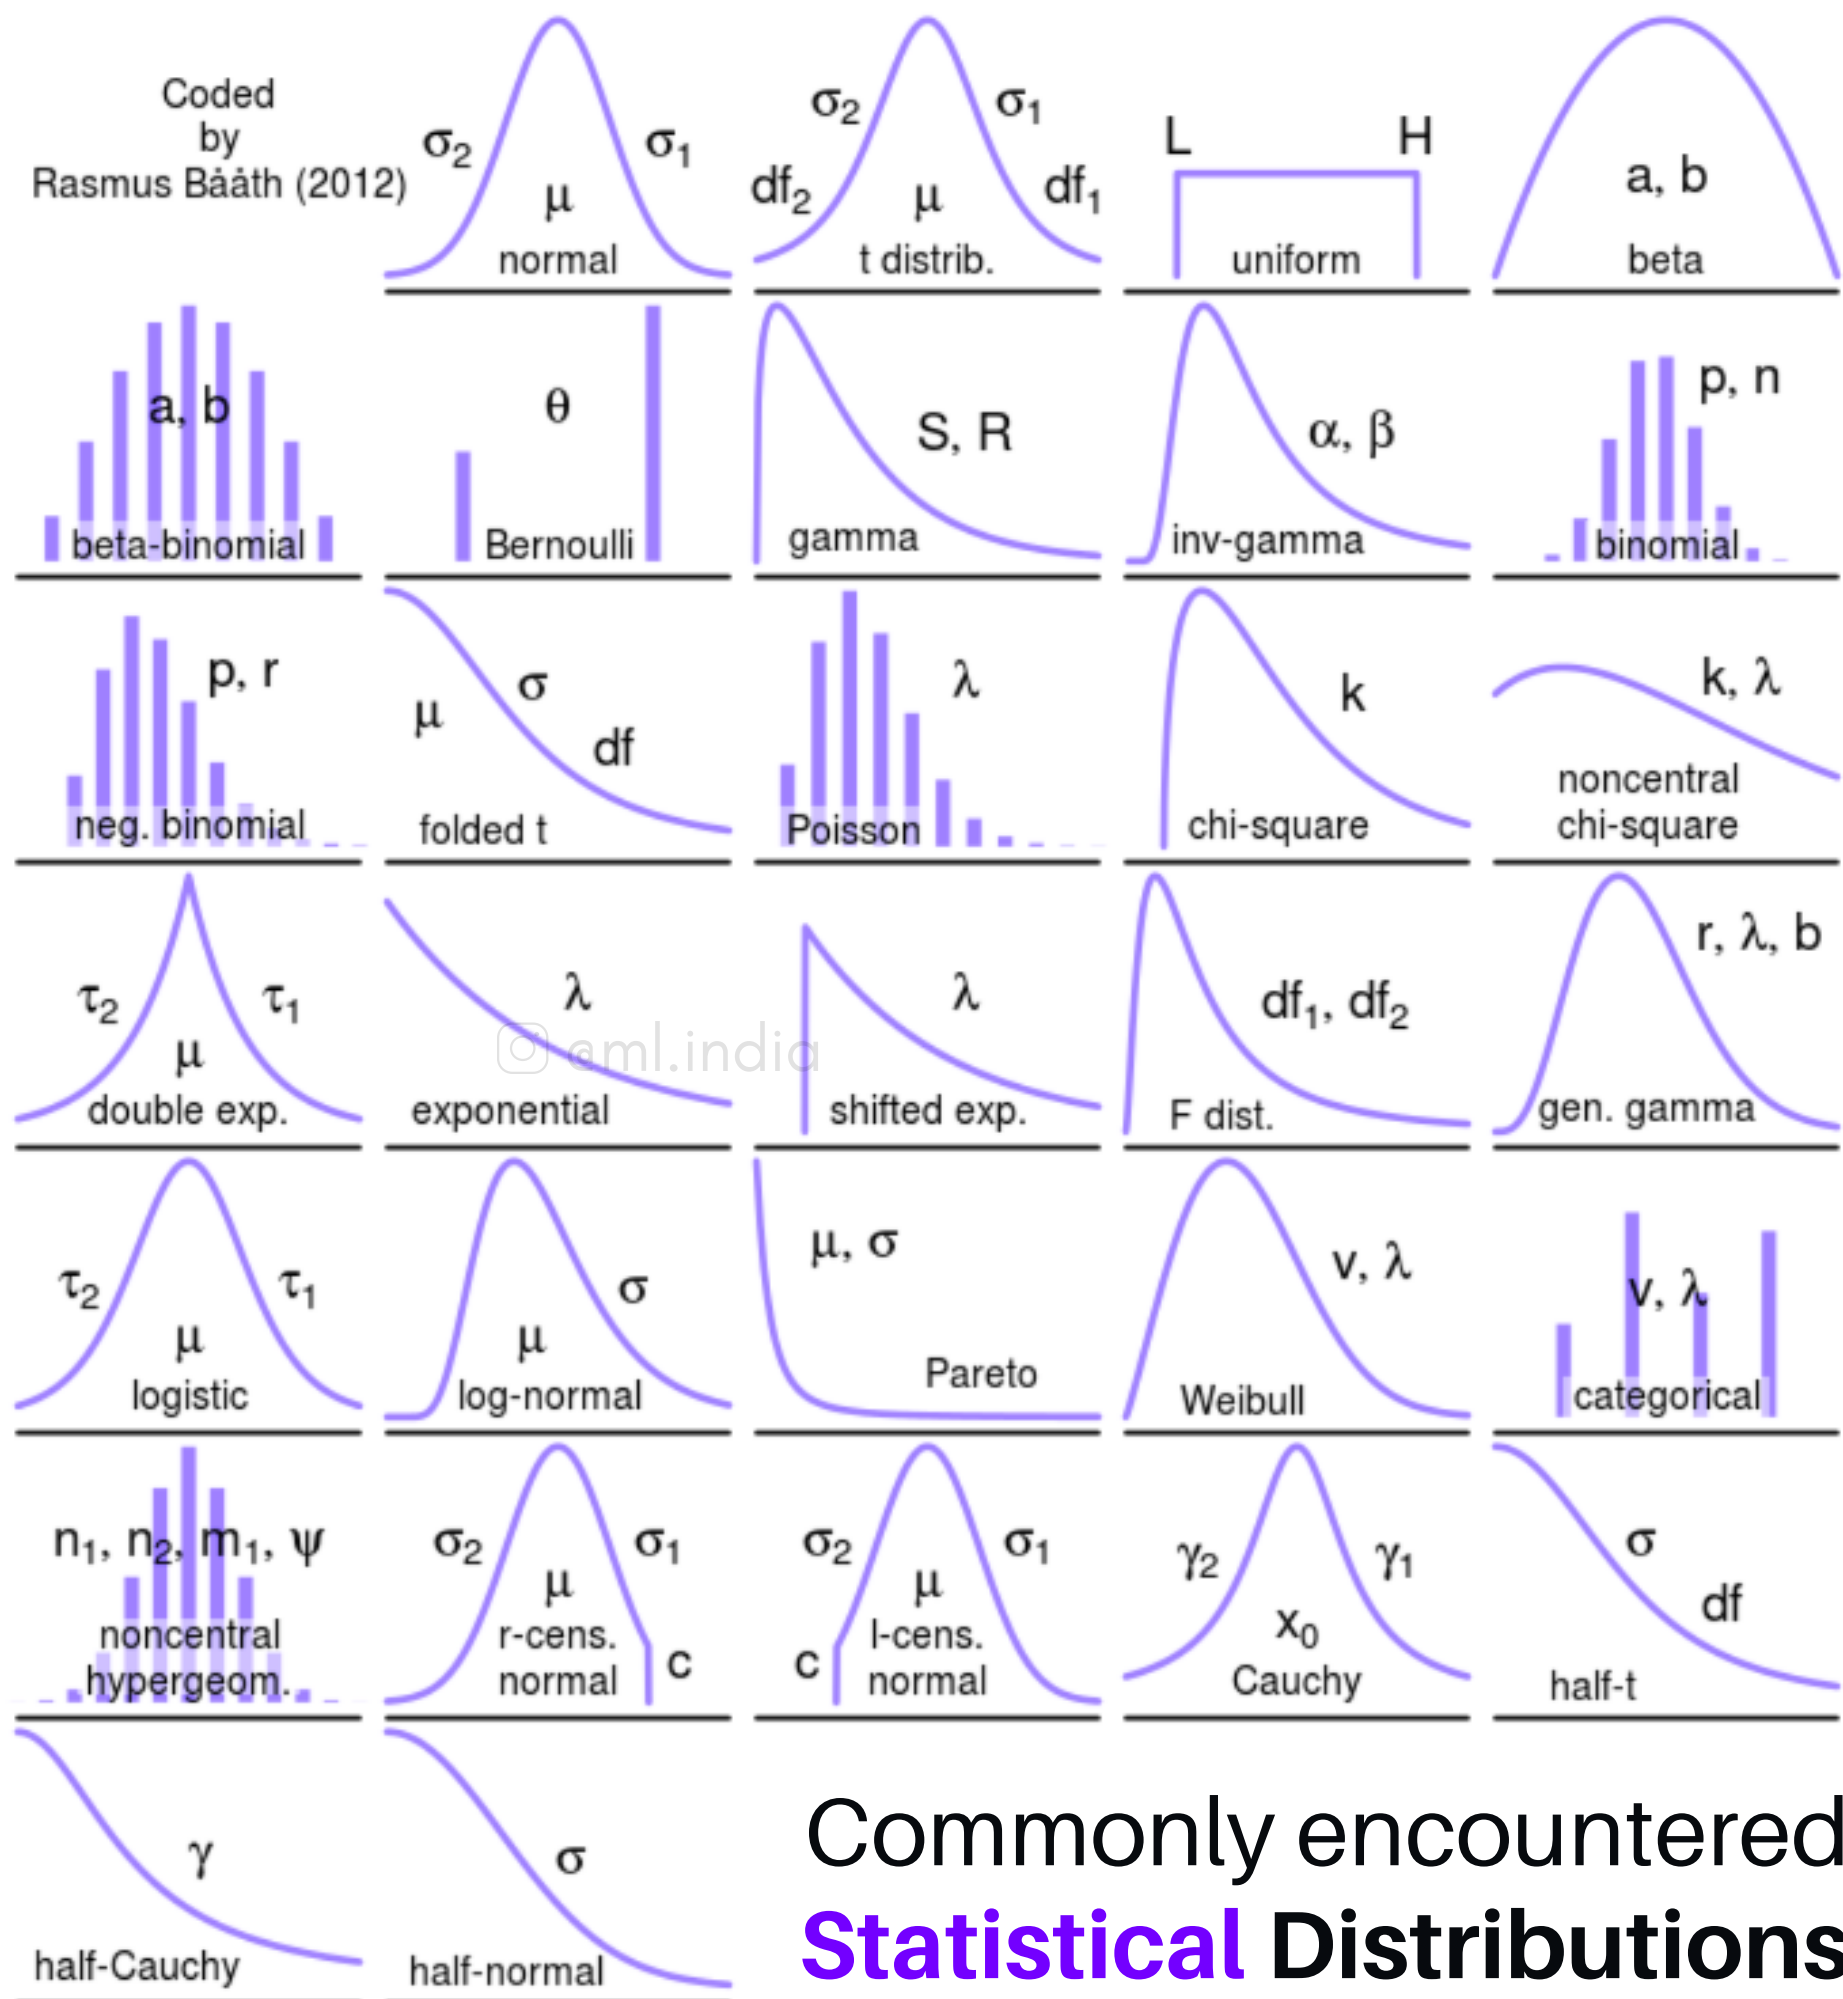 Coded
by
Rasmus Bååth (2012)
σ₂ σ₁
μ
normal
σ₂ σ₁
df₂ μ df₁
t distrib.
L H
uniform
a, b
beta
a, b
beta-binomial
θ
Bernoulli
S, R
gamma
α, β
inv-gamma
p, n
binomial
p, r
neg. binomial
μ σ df
folded t
λ
Poisson
k
chi-square
k, λ
noncentral
chi-square
τ₂ τ₁
μ
double exp.
λ
exponential
λ
shifted exp.
df₁, df₂
F dist.
r, λ, b
gen. gamma
@ml.india
τ₂ τ₁
μ
logistic
σ
μ
log-normal
μ, σ
Pareto
v, λ
Weibull
v, λ
categorical
n₁, n₂, m₁, ψ
noncentral
hypergeom.
σ₂ σ₁
μ
r-cens.
normal c
σ₂ σ₁
μ
l-cens.
c normal
γ₂ γ₁
x₀
Cauchy
σ
df
half-t
γ
half-Cauchy
σ
half-normal
Commonly encountered
Statistical Distributions